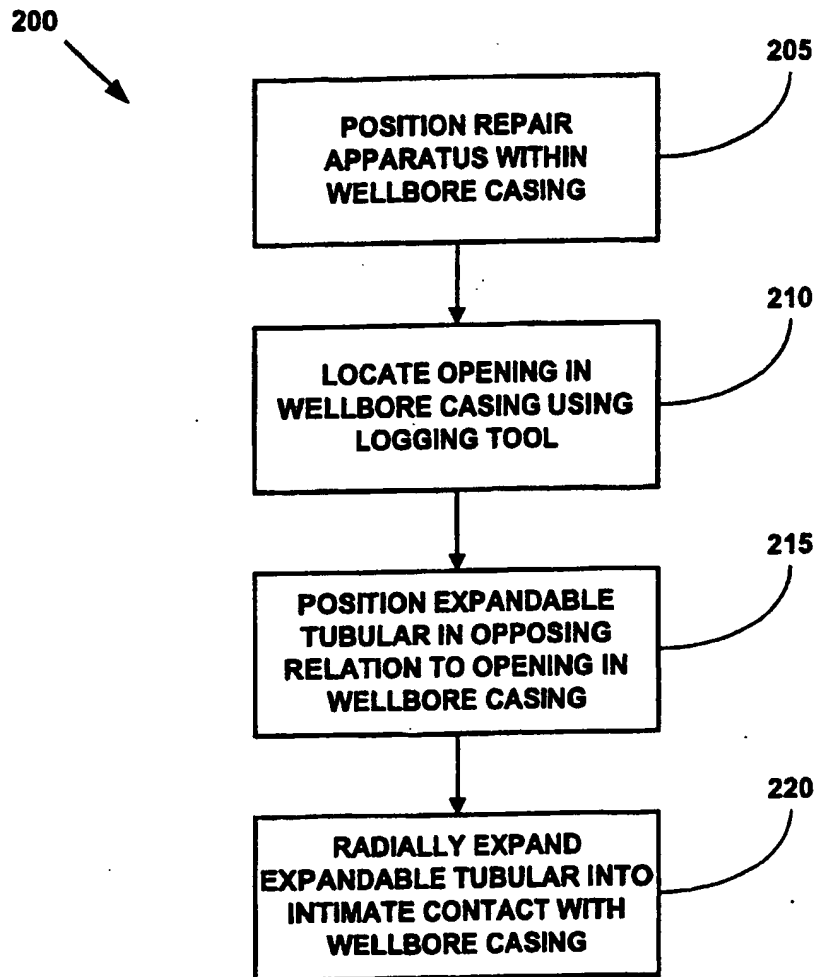 200
205
POSITION REPAIR
APPARATUS WITHIN
WELLBORE CASING
210
LOCATE OPENING IN
WELLBORE CASING USING
LOGGING TOOL
215
POSITION EXPANDABLE
TUBULAR IN OPPOSING
RELATION TO OPENING IN
WELLBORE CASING
220
RADIALLY EXPAND
EXPANDABLE TUBULAR INTO
INTIMATE CONTACT WITH
WELLBORE CASING